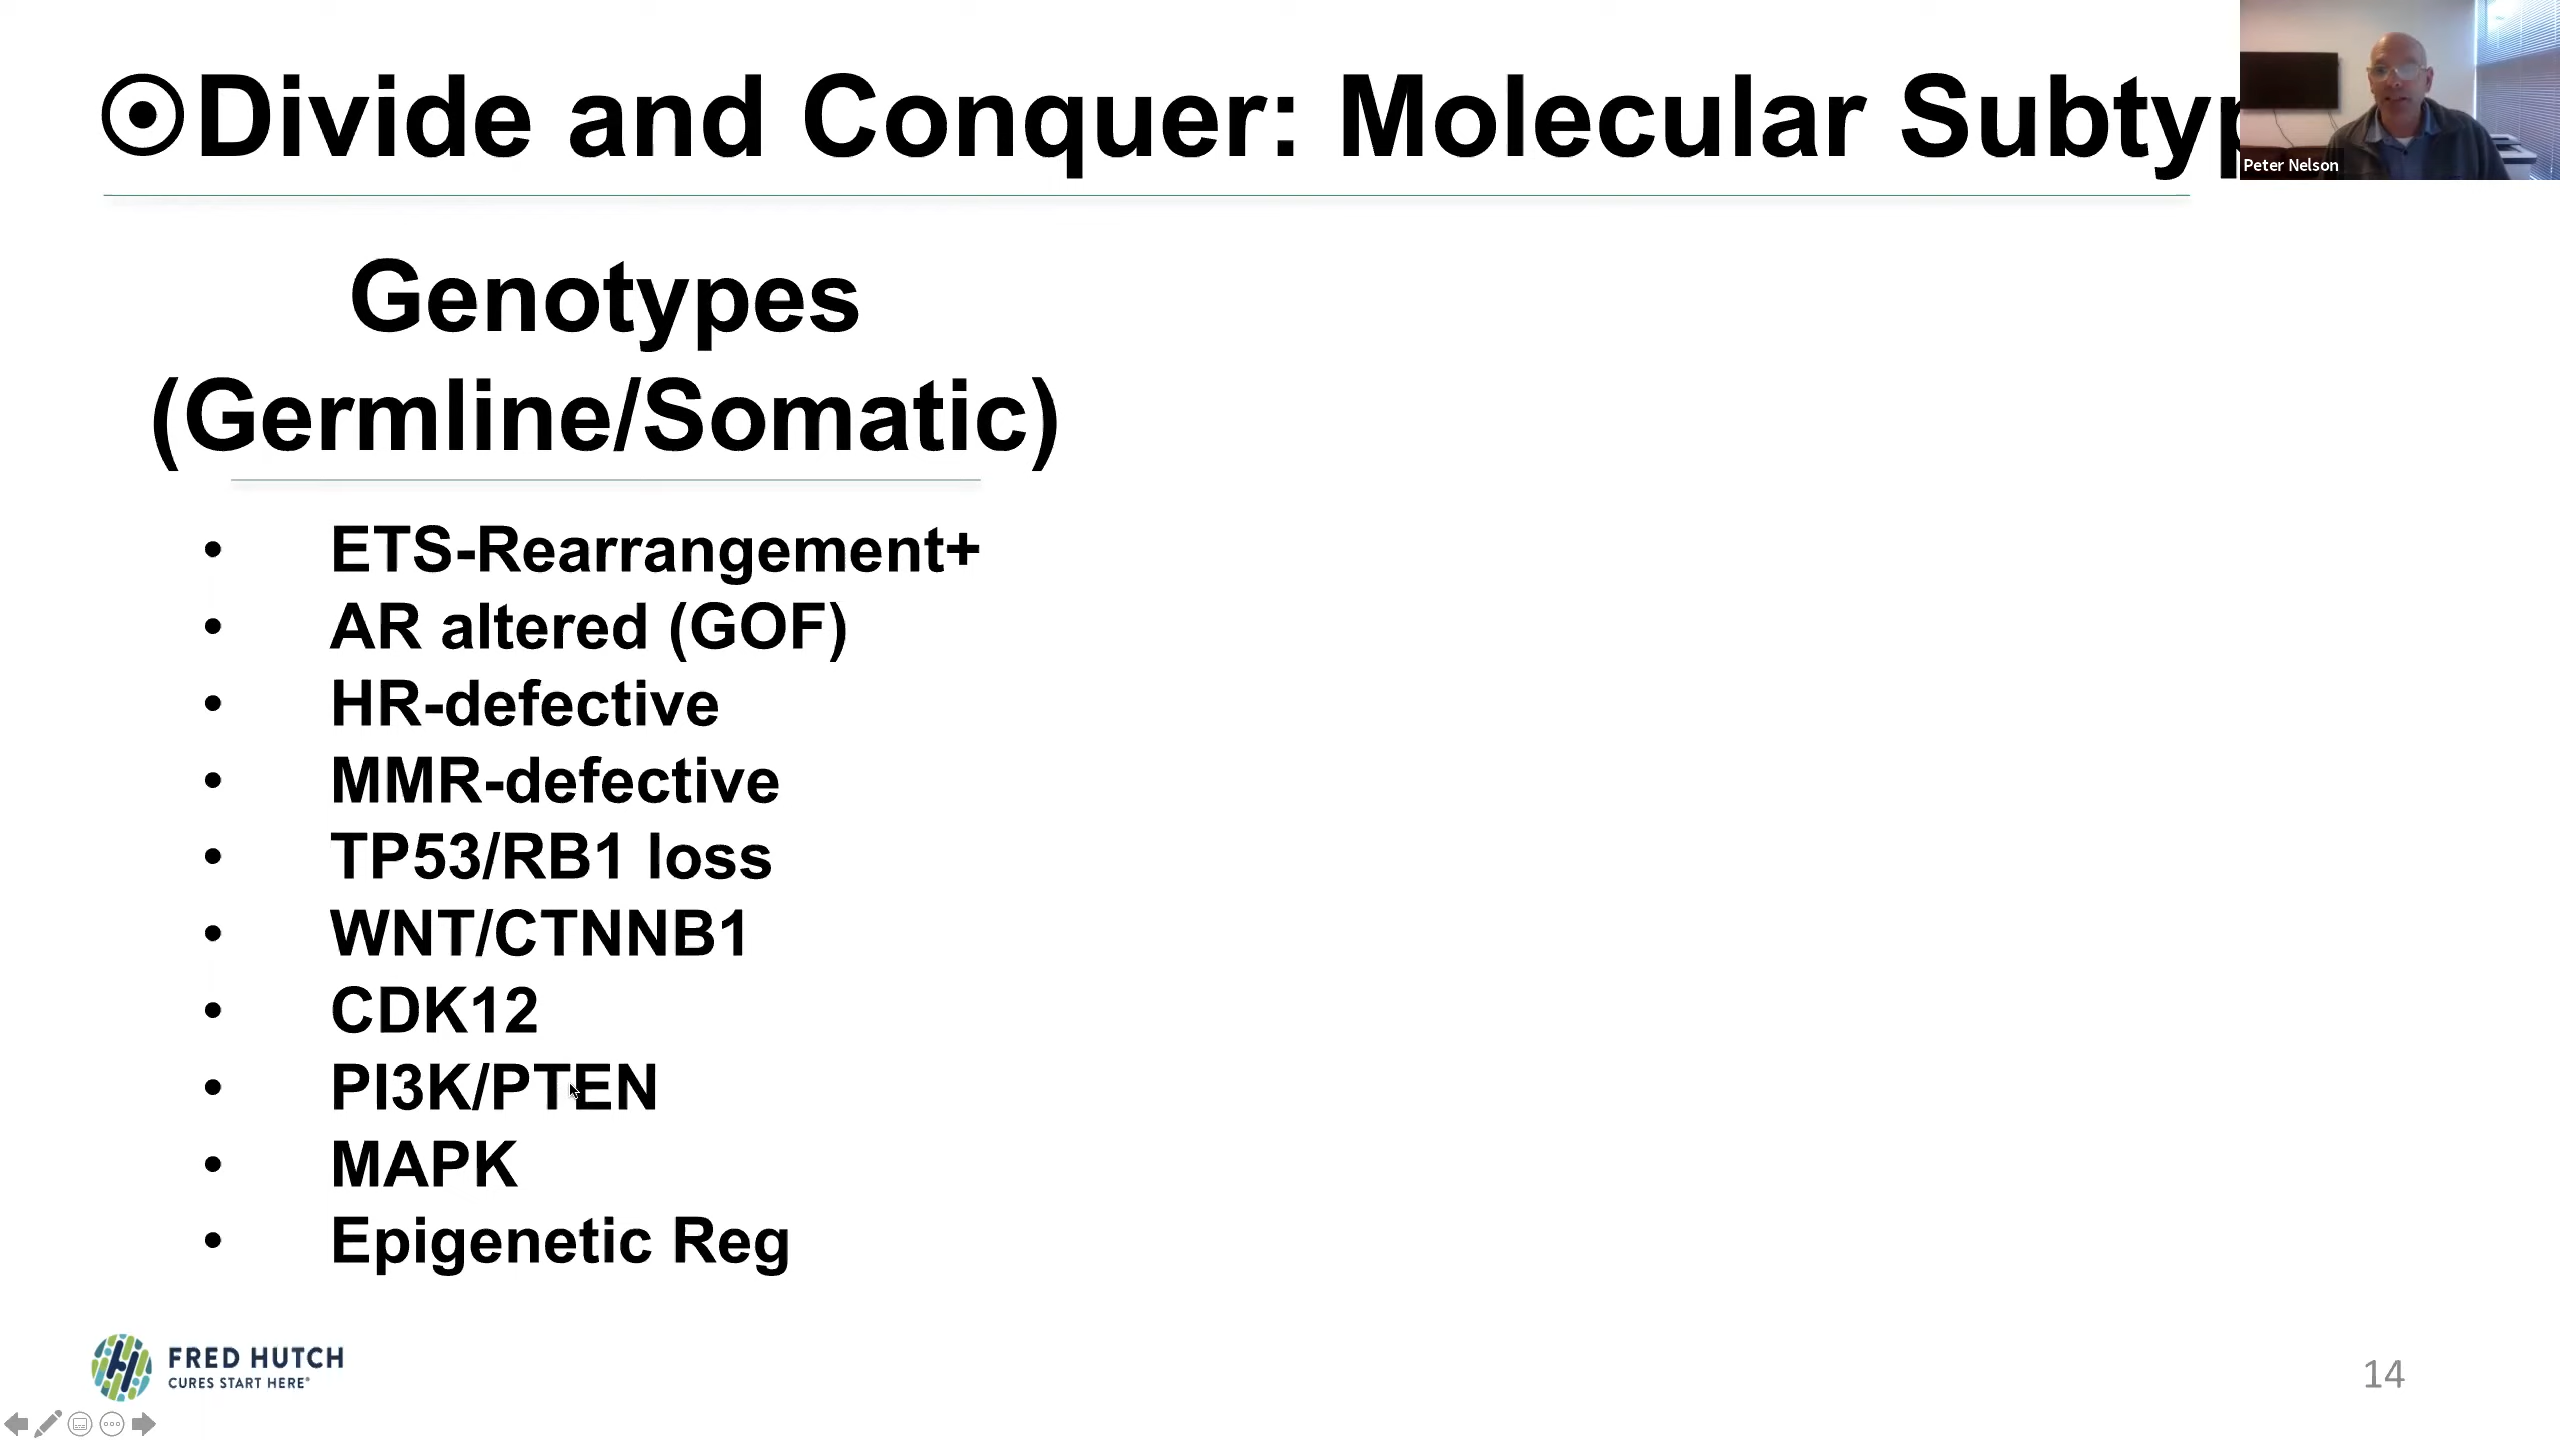 ☉Divide and Conquer: Molecular
Peter Nelson
Genotypes
(Germline/Somatic)
• ETS-Rearrangement+
• AR altered (GOF)
• HR-defective
• MMR-defective
• TP53/RB1 loss
• WNT/CTNNB1
• CDK12
• PI3K/PTEN
• MAPK
• Epigenetic Reg
FRED HUTCH
CURES START HERE®
14